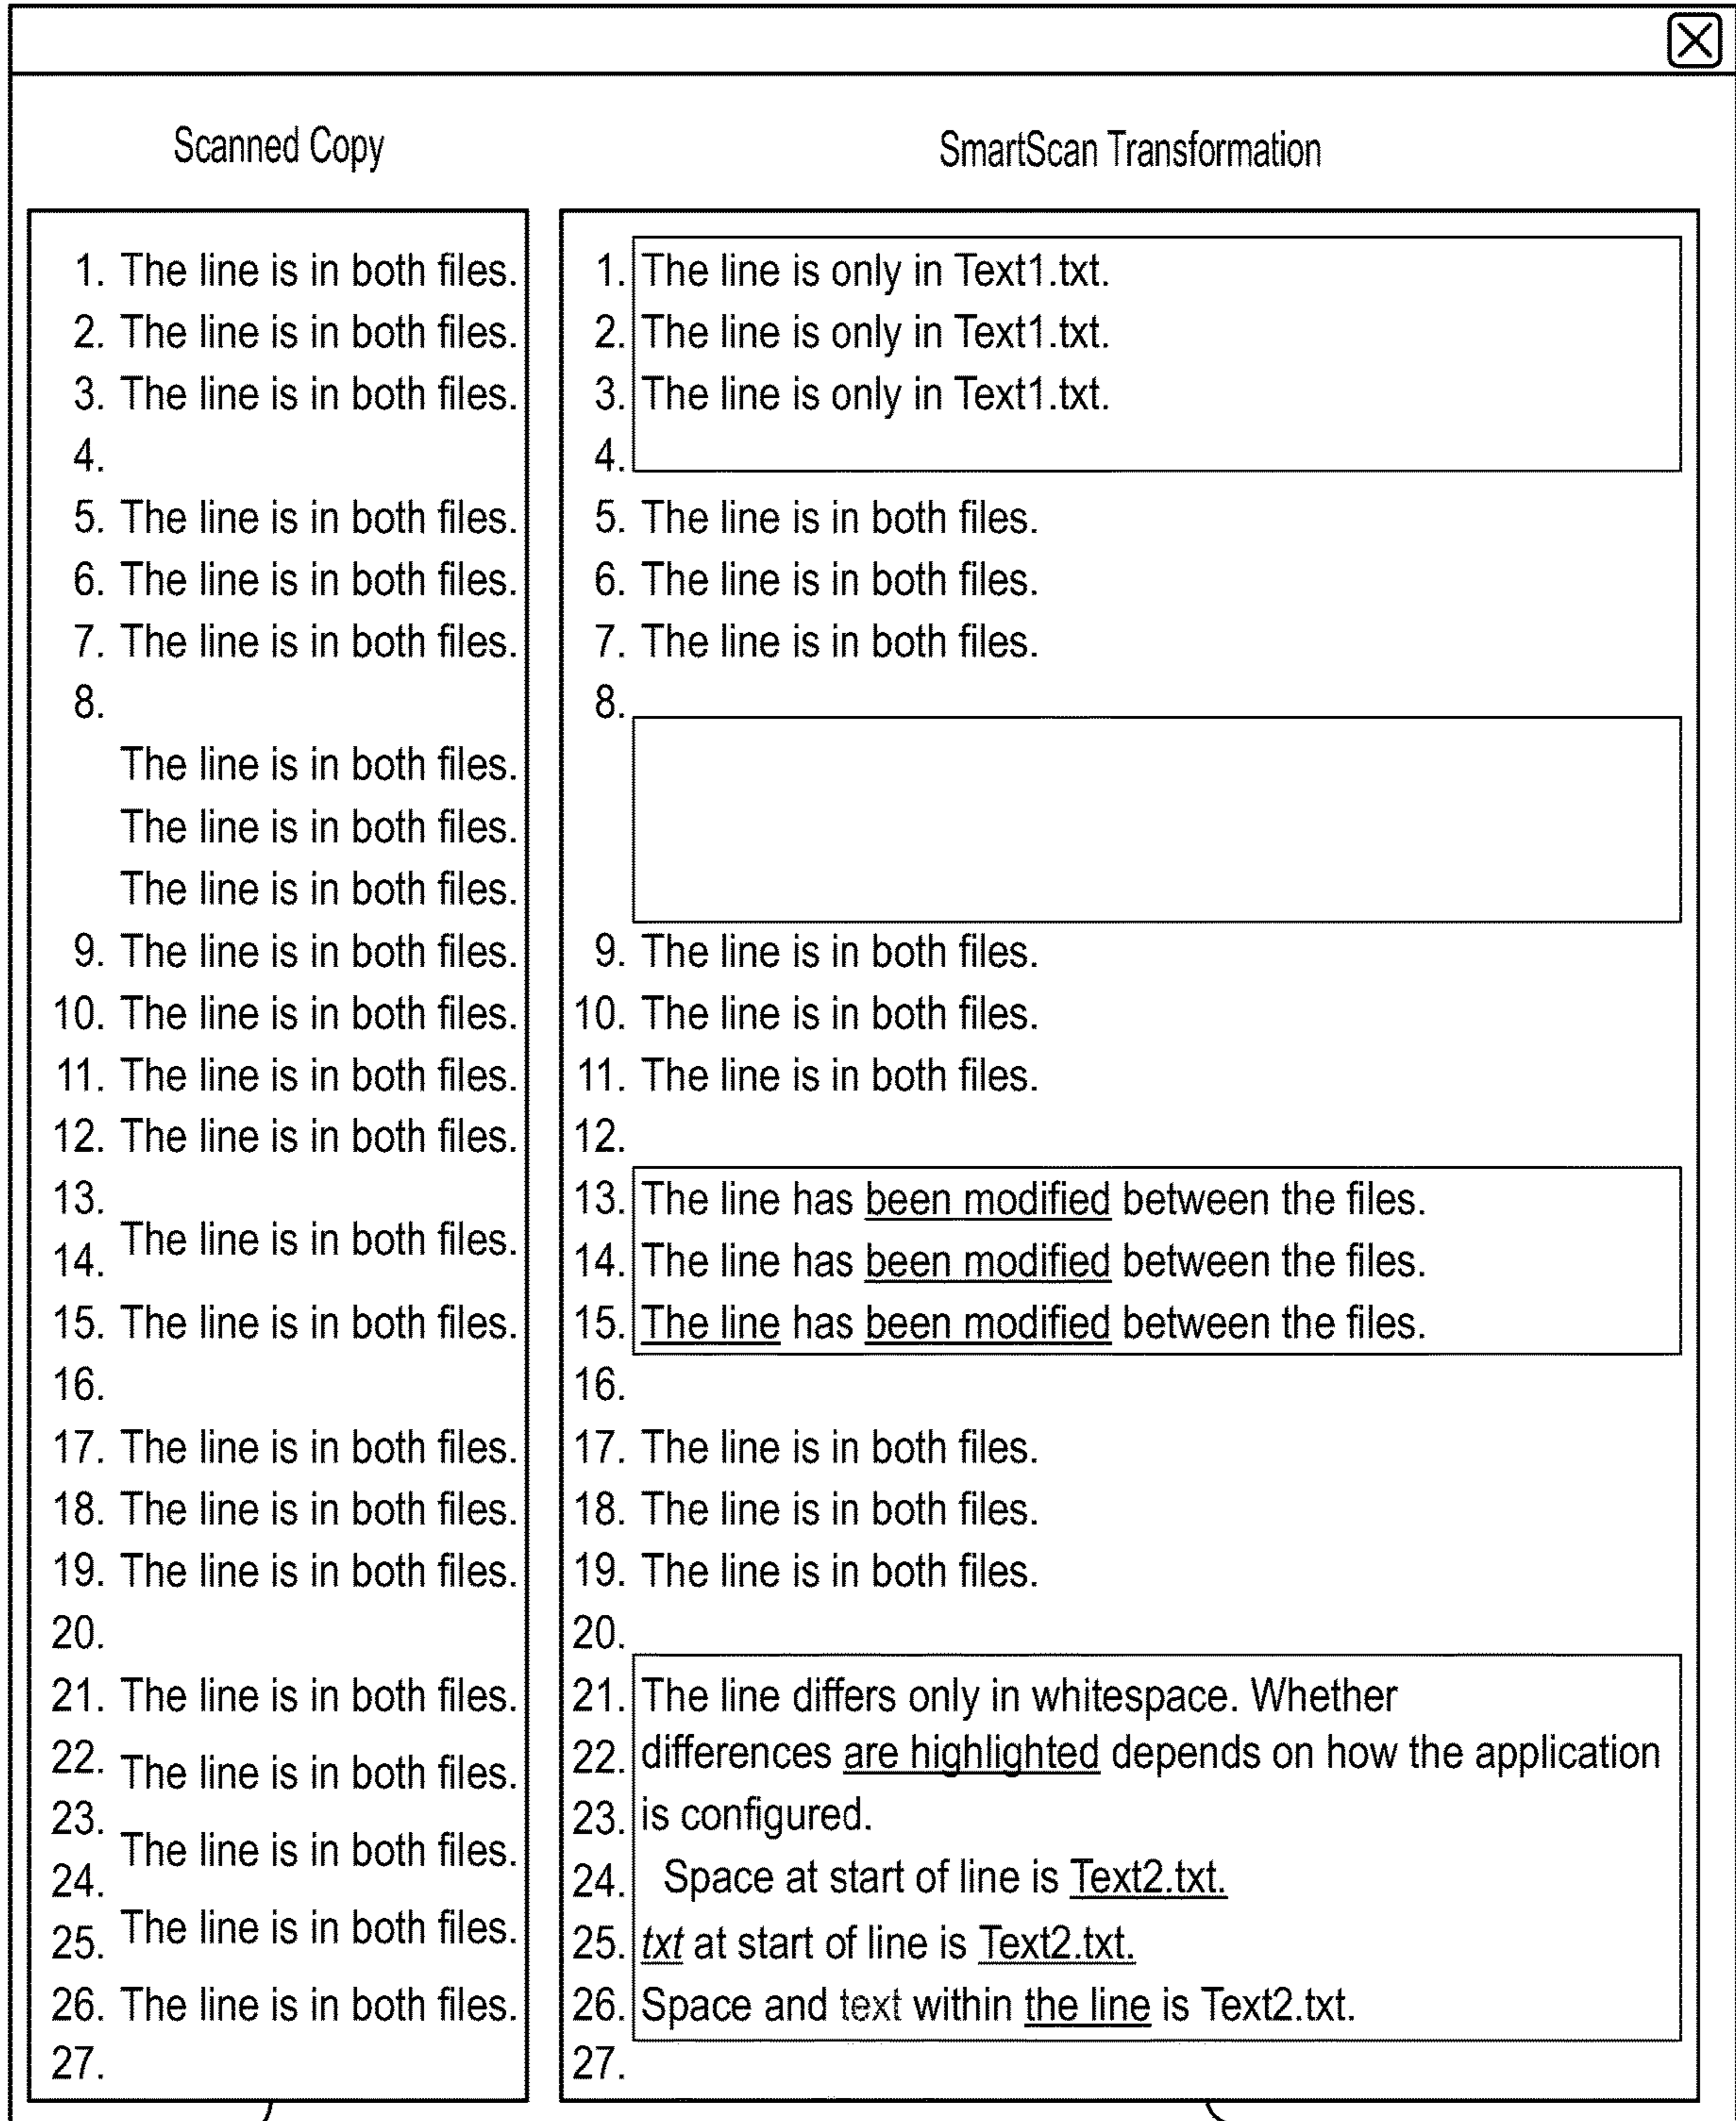 Scanned Copy
1. The line is in both files.
2. The line is in both files.
3. The line is in both files.
4.
5. The line is in both files.
6. The line is in both files.
7. The line is in both files.
8.
The line is in both files.
The line is in both files.
The line is in both files.
9. The line is in both files.
10. The line is in both files.
11. The line is in both files.
12. The line is in both files.
13.
The line is in both files.
14.
15. The line is in both files.
16.
17. The line is in both files.
18. The line is in both files.
19. The line is in both files.
20.
21. The line is in both files.
22. The line is in both files.
23.
The line is in both files.
24.
The line is in both files.
25.
26. The line is in both files.
27.
SmartScan Transformation
1. The line is only in Text1.txt.
2. The line is only in Text1.txt.
3. The line is only in Text1.txt.
4.
5. The line is in both files.
6. The line is in both files.
7. The line is in both files.
8.
9. The line is in both files.
10. The line is in both files.
11. The line is in both files.
12.
13. The line has been modified between the files.
14. The line has been modified between the files.
15. The line has been modified between the files.
16.
17. The line is in both files.
18. The line is in both files.
19. The line is in both files.
20.
21. The line differs only in whitespace. Whether
22. differences are highlighted depends on how the application
23. is configured.
24. Space at start of line is Text2.txt.
25. txt at start of line is Text2.txt.
26. Space and text within the line is Text2.txt.
27.